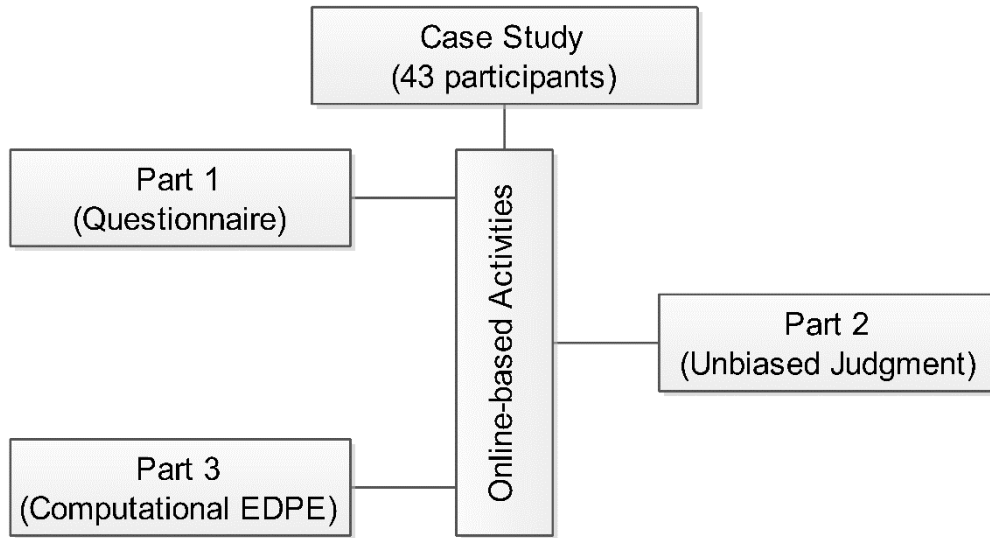 Case Study
(43 participants)
Part 1
(Questionnaire)
Online-based Activities
Part 2
(Unbiased Judgment)
Part 3
(Computational EDPE)